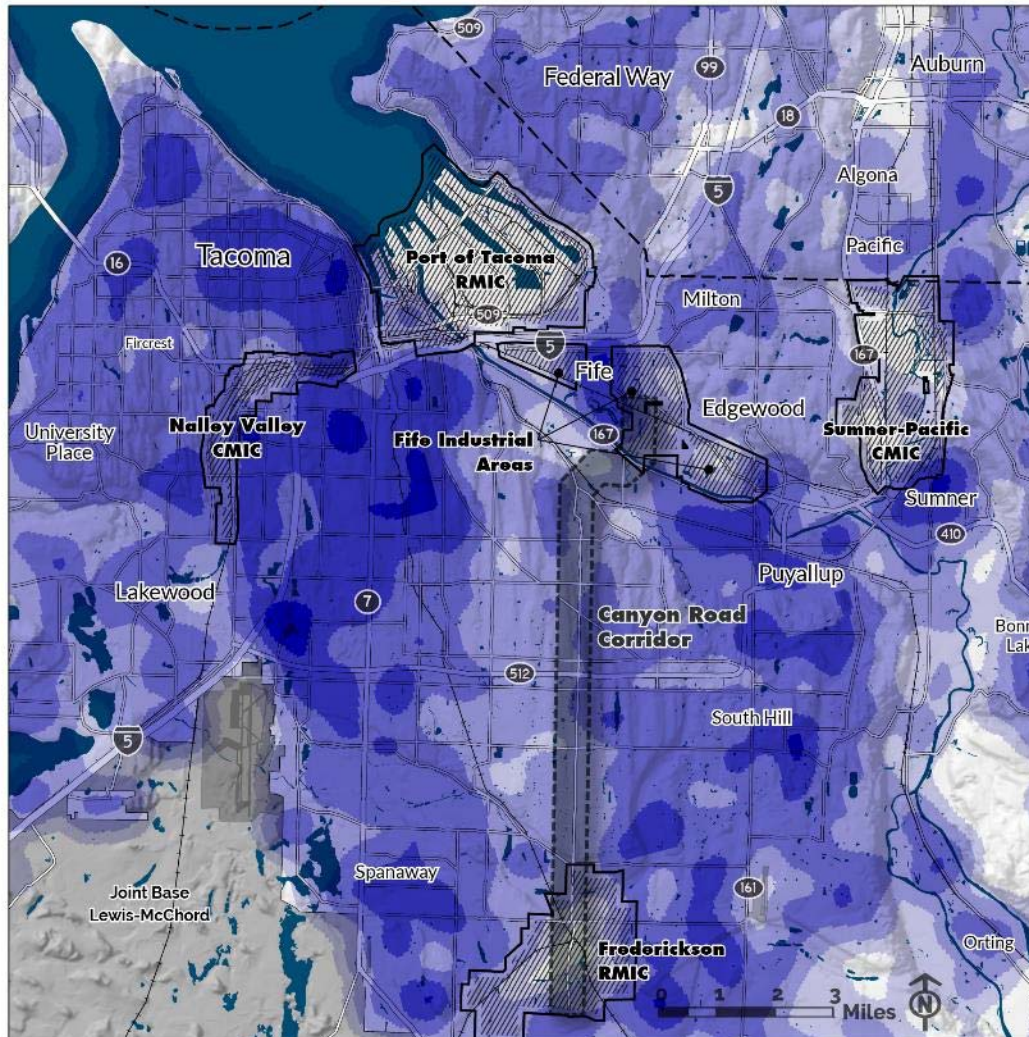 509
Federal Way
99
Auburn
18
Algona
5
Tacoma
16
Port of Tacoma
RMIC
509
Pacific
Milton
Fircrest
5
Fife
167
University
Place
Nalley Valley
CMIC
Fife Industrial
Areas
167
Edgewood
Sumner-Pacific
CMIC
Sumner
410
Puyallup
Lakewood
7
Canyon Road
Corridor
Bonn
Lak
512
South Hill
5
Spanaway
161
Joint Base
Lewis-McChord
Orting
Frederickson
RMIC
0 1 2 3
Miles
N